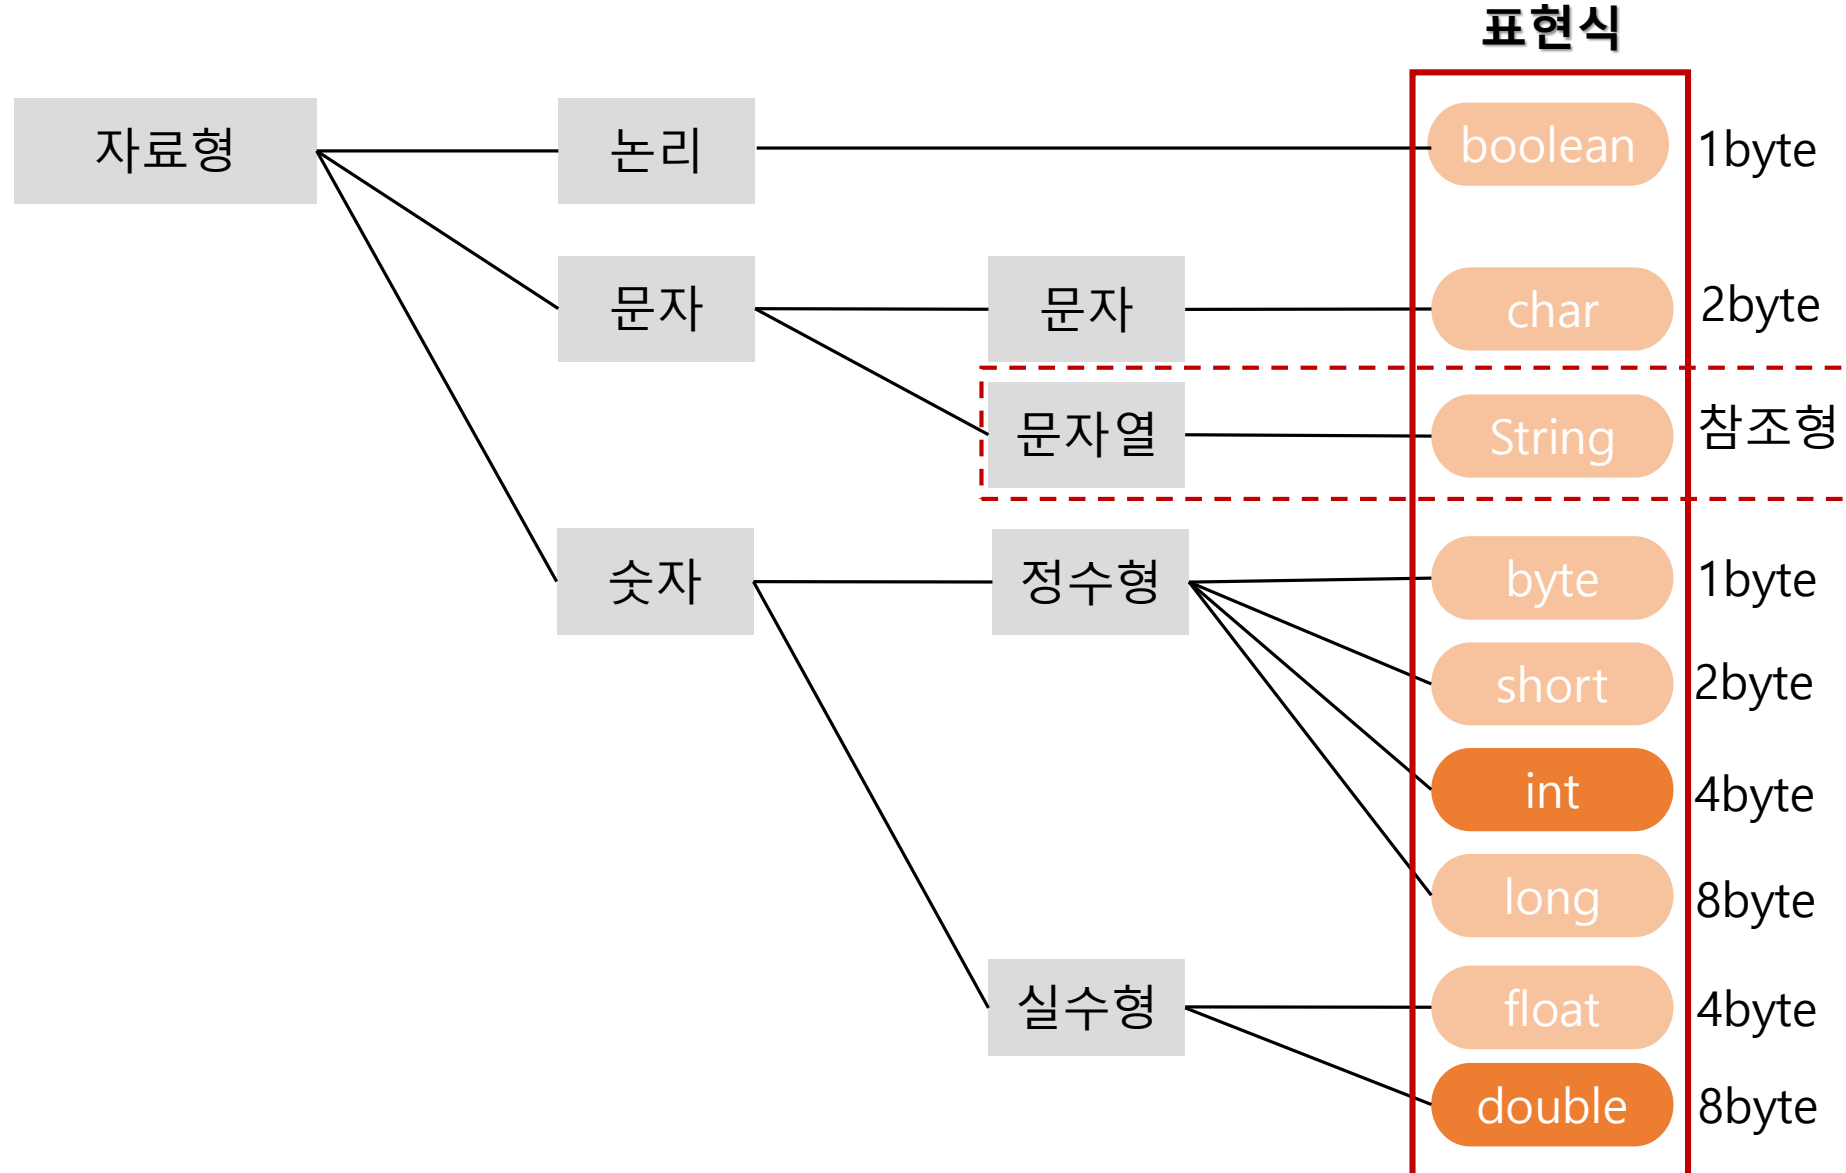 표현식
자료형
논리
boolean
1byte
문자
문자
char
2byte
문자열
String
참조형
숫자
정수형
byte
1byte
short
2byte
int
4byte
long
8byte
실수형
float
4byte
double
8byte